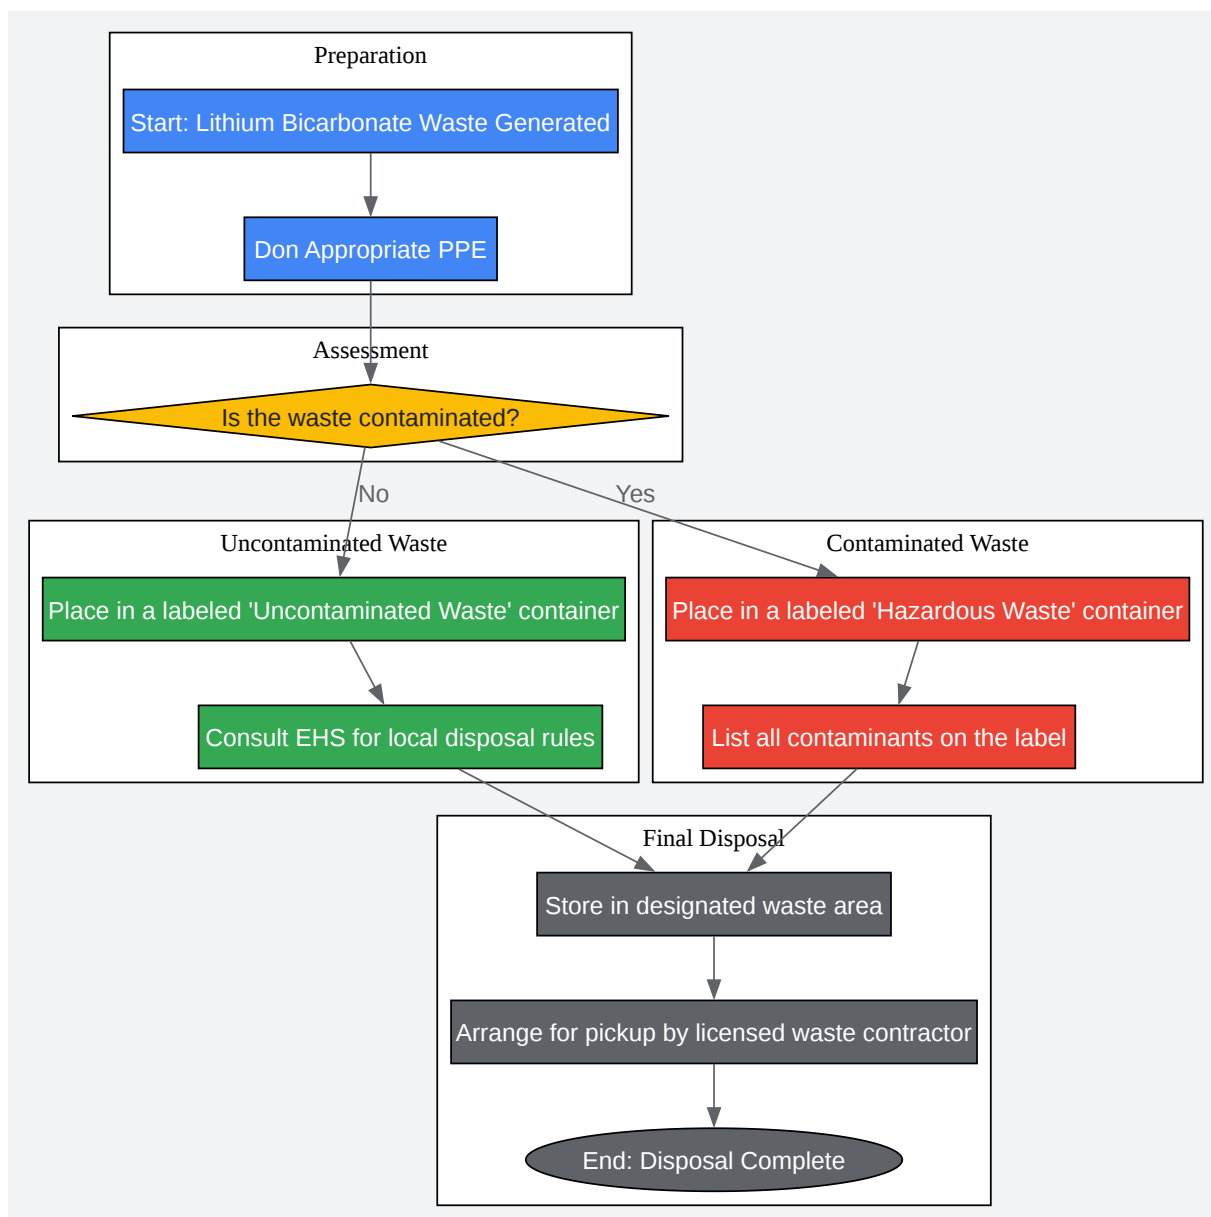 Preparation
Start: Lithium Bicarbonate Waste Generated
Don Appropriate PPE
Assessment
Is the waste contaminated?
No
Yes
Uncontaminated Waste
Place in a labeled 'Uncontaminated Waste' container
Consult EHS for local disposal rules
Contaminated Waste
Place in a labeled 'Hazardous Waste' container
List all contaminants on the label
Final Disposal
Store in designated waste area
Arrange for pickup by licensed waste contractor
End: Disposal Complete